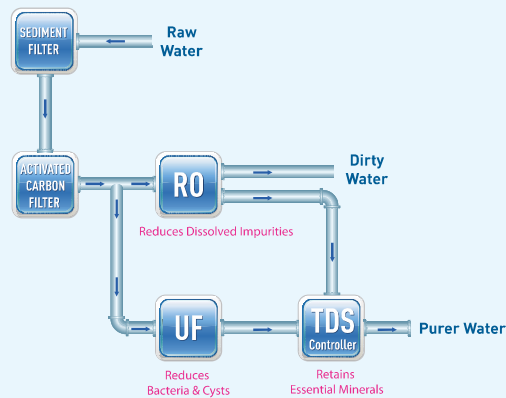 SEDIMENT
FILTER
Raw
Water
ACTIVATED
CARBON
FILTER
RO
Dirty
Water
Reduces Dissolved Impurities
UF
TDS
Controller
Purer Water
Reduces
Bacteria & Cysts
Retains
Essential Minerals